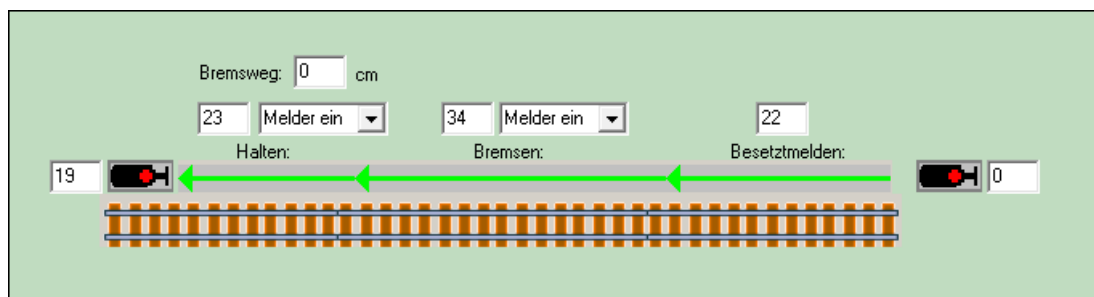 Bremsweg: 0 cm
23 Melder ein 34 Melder ein 22
Halten: Bremsen: Besetztmelden:
19 0